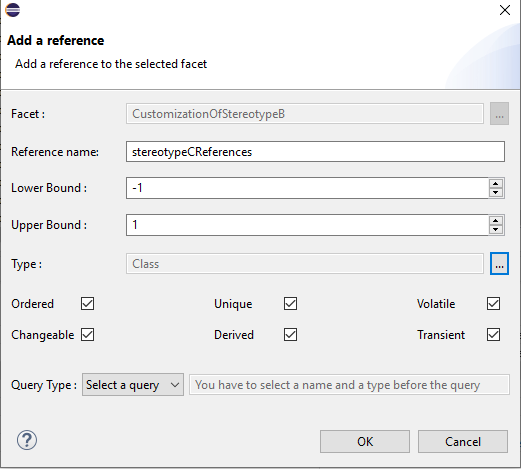 Add a reference
Add a reference to the selected facet
Facet : CustomizationOfStereotypeB ...
Reference name: stereotypeCReferences
Lower Bound : -1
Upper Bound : 1
Type : Class ...
Ordered Unique Volatile
Changeable Derived Transient
Query Type : Select a query You have to select a name and a type before the query
? OK Cancel